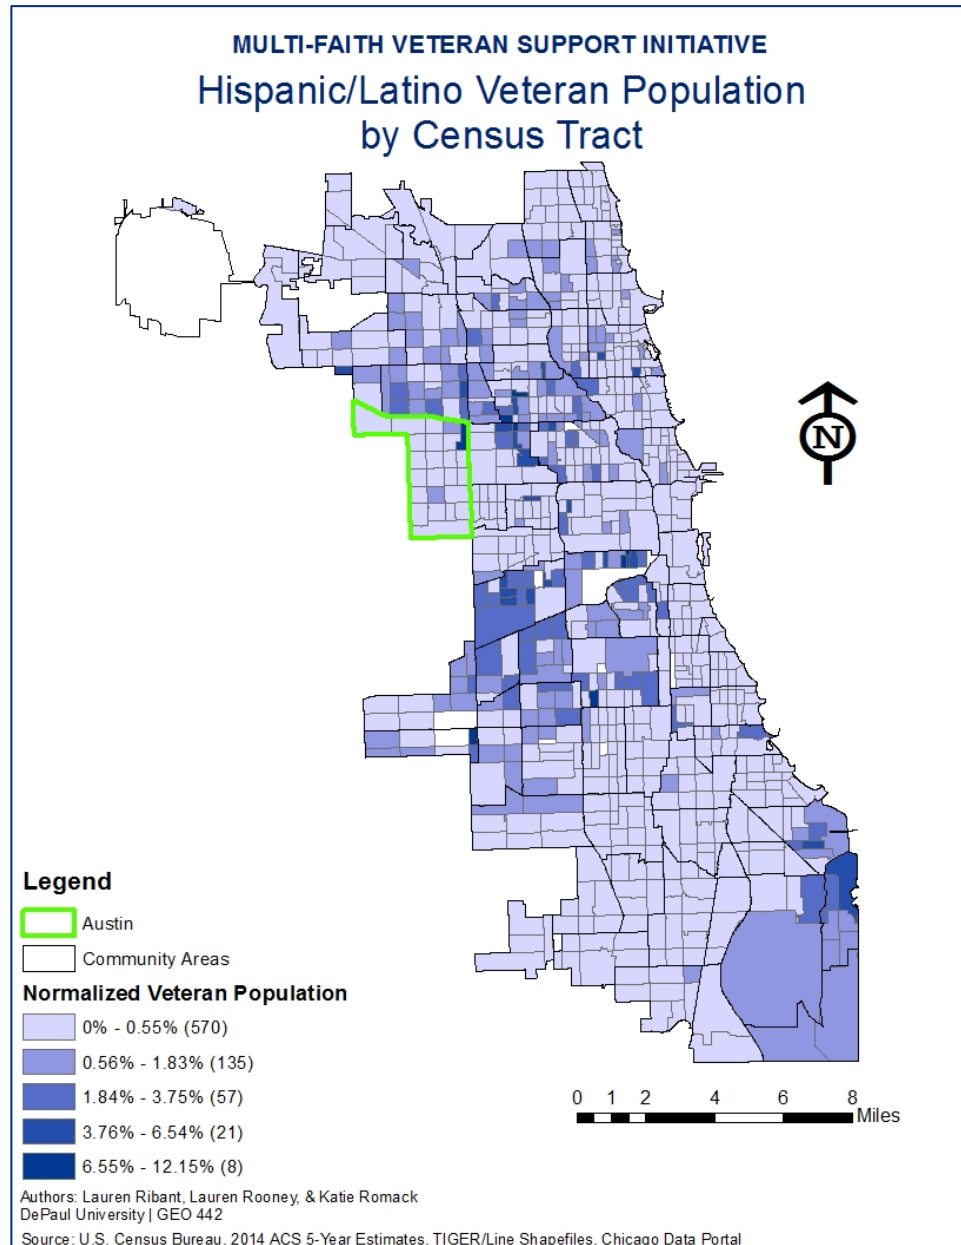 MULTI-FAITH VETERAN SUPPORT INITIATIVE
Hispanic/Latino Veteran Population
by Census Tract
N
Legend
Austin
Community Areas
Normalized Veteran Population
0% - 0.55% (570)
0.56% - 1.83% (135)
1.84% - 3.75% (57)
3.76% - 6.54% (21)
6.55% - 12.15% (8)
0 1 2 4 6 8
Miles
Authors: Lauren Ribant, Lauren Rooney, & Katie Romack
DePaul University | GEO 442
Source: U.S. Census Bureau, 2014 ACS 5-Year Estimates, TIGER/Line Shapefiles, Chicago Data Portal